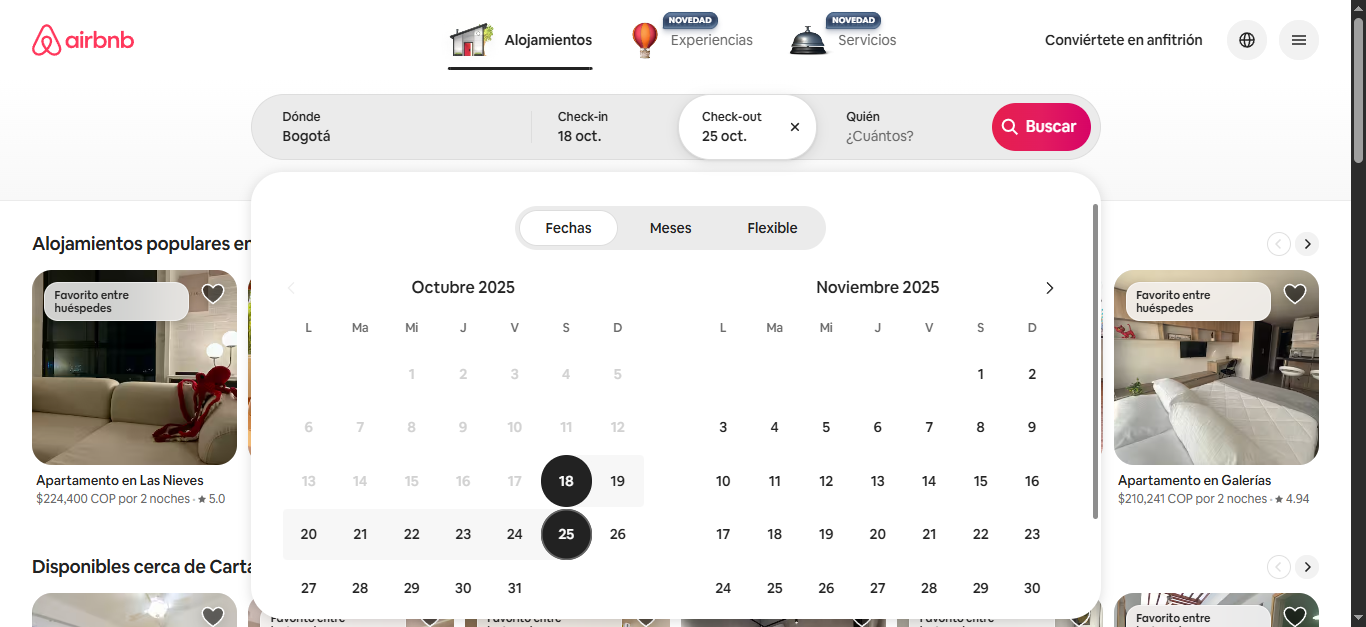 airbnb
Alojamientos
NOVEDAD
Experiencias
NOVEDAD
Servicios
Conviértete en anfitrión
Dónde
Bogotá
Check-in
18 oct.
Check-out
25 oct.
Quién
¿Cuántos?
Buscar
Fechas
Meses
Flexible
Octubre 2025
L Ma Mi J V S D
1 2 3 4 5
6 7 8 9 10 11 12
13 14 15 16 17 18 19
20 21 22 23 24 25 26
27 28 29 30 31
Noviembre 2025
L Ma Mi J V S D
1 2
3 4 5 6 7 8 9
10 11 12 13 14 15 16
17 18 19 20 21 22 23
24 25 26 27 28 29 30
Alojamientos populares en
Favorito entre
huéspedes
Apartamento en Las Nieves
$224,400 COP por 2 noches · ★ 5.0
Favorito entre
huéspedes
Apartamento en Galerías
$210,241 COP por 2 noches · ★ 4.94
Disponibles cerca de Carta
Favorito entre
Favorito entre
Favorito entre
Favorito entre